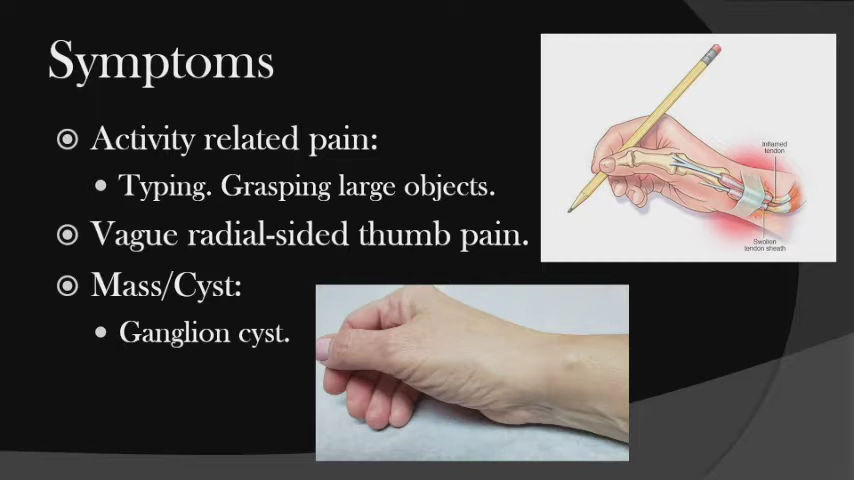 Symptoms
Activity related pain:
Typing. Grasping large objects.
Vague radial-sided thumb pain.
Mass/Cyst:
Ganglion cyst.
Inflamed
tendon
Swollen
tendon sheath